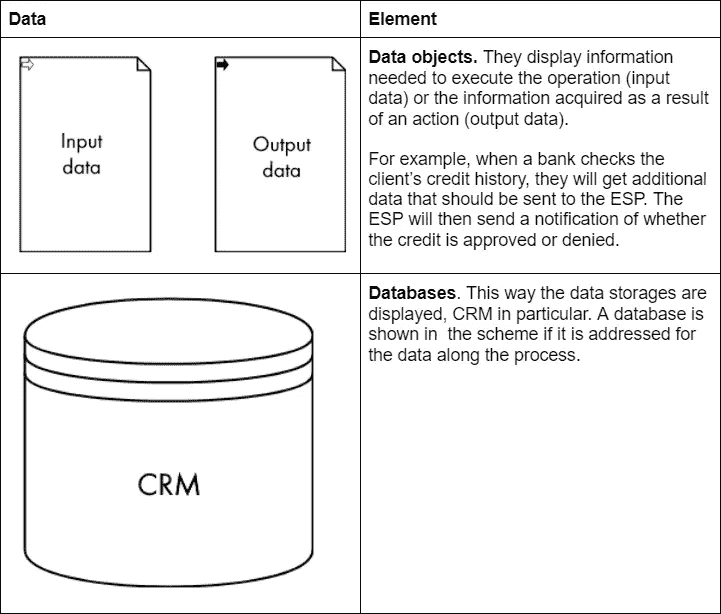 Data
Element
Input
data
Output
data
Data objects. They display information
needed to execute the operation (input
data) or the information acquired as a result
of an action (output data).
For example, when a bank checks the
client's credit history, they will get additional
data that should be sent to the ESP. The
ESP will then send a notification of whether
the credit is approved or denied.
CRM
Databases. This way the data storages are
displayed, CRM in particular. A database is
shown in  the scheme if it is addressed for
the data along the process.